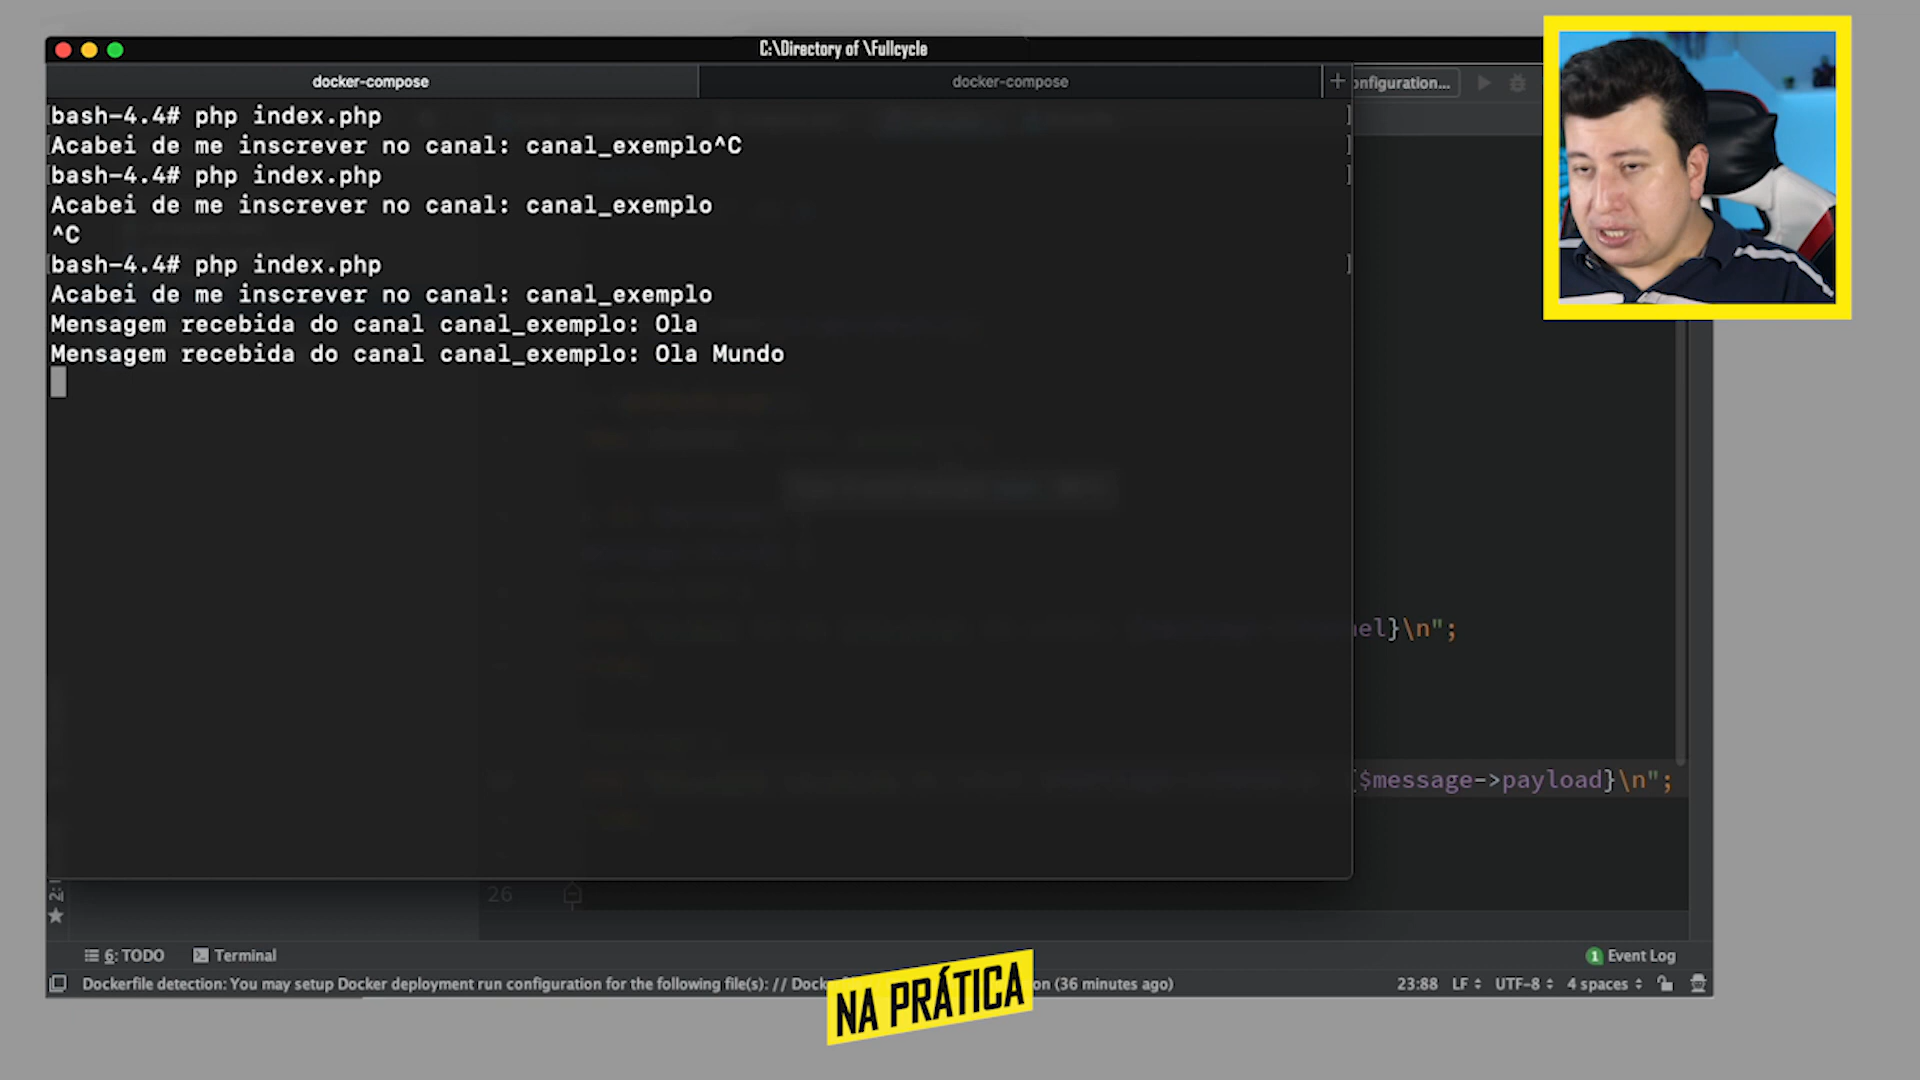 C:\Directory of \Fullcycle
docker-compose
docker-compose
+
onfiguration...
bash-4.4# php index.php
Acabei de me inscrever no canal: canal_exemplo^C
bash-4.4# php index.php
Acabei de me inscrever no canal: canal_exemplo
^C
bash-4.4# php index.php
Acabei de me inscrever no canal: canal_exemplo
Mensagem recebida do canal canal_exemplo: Ola
Mensagem recebida do canal canal_exemplo: Ola Mundo
nel}\n";
{$message->payload}\n";
26
2:
6: TODO
Terminal
1 Event Log
Dockerfile detection: You may setup Docker deployment run configuration for the following file(s): // Dock
on (36 minutes ago)
23:88
LF
UTF-8
4 spaces
NA PRÁTICA